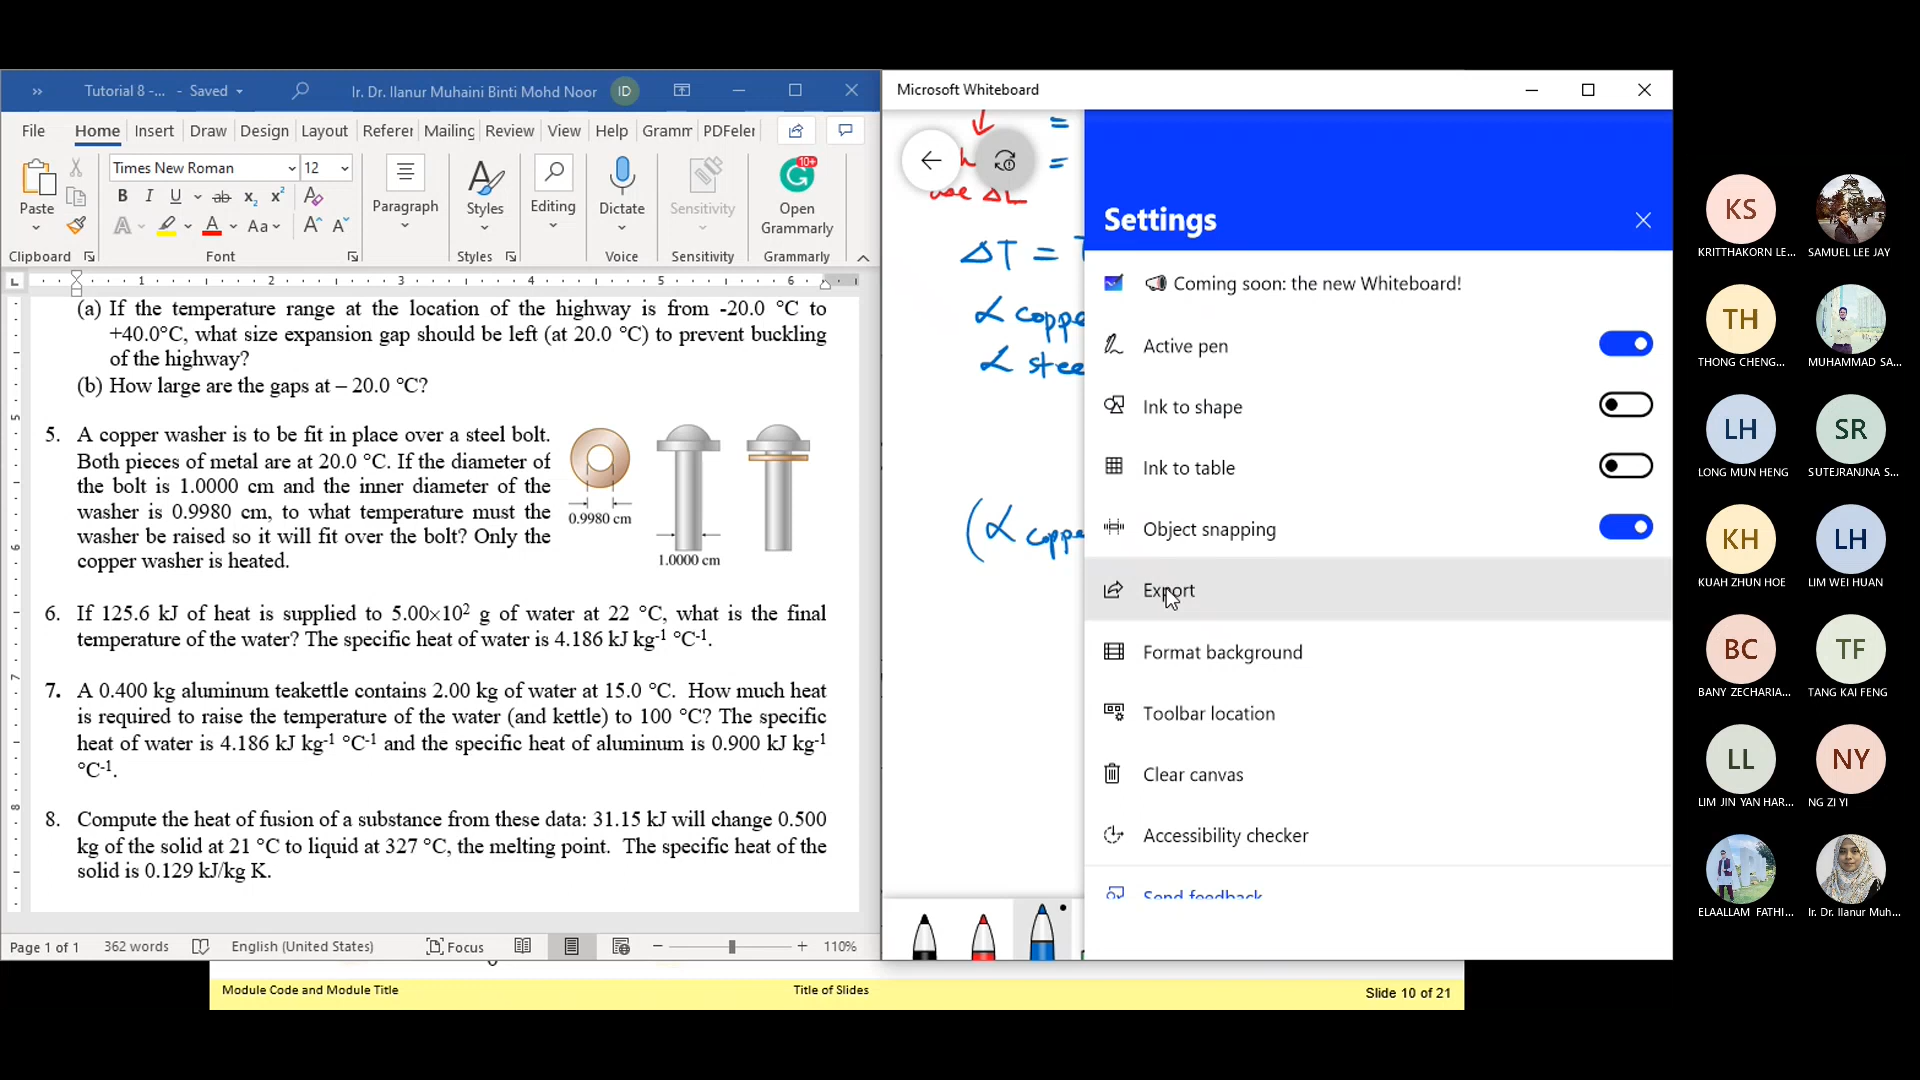 Tutorial 8 -... - Saved
Ir. Dr. Ilanur Muhaini Binti Mohd Noor
ID
File Home Insert Draw Design Layout Referer Mailing Review View Help Gramm PDFeler
Times New Roman
12
Paste
Paragraph
Styles
Editing
Dictate
Sensitivity
Open Grammarly
10+
Clipboard
Font
Styles
Voice
Sensitivity
Grammarly
1 2 3 4 5 6
(a) If the temperature range at the location of the highway is from -20.0 °C to
+40.0°C, what size expansion gap should be left (at 20.0 °C) to prevent buckling
of the highway?
(b) How large are the gaps at – 20.0 °C?
5. A copper washer is to be fit in place over a steel bolt.
Both pieces of metal are at 20.0 °C. If the diameter of
the bolt is 1.0000 cm and the inner diameter of the
washer is 0.9980 cm, to what temperature must the
washer be raised so it will fit over the bolt? Only the
copper washer is heated.
0.9980 cm
1.0000 cm
6. If 125.6 kJ of heat is supplied to 5.00×10² g of water at 22 °C, what is the final
temperature of the water? The specific heat of water is 4.186 kJ kg⁻¹ °C⁻¹.
7. A 0.400 kg aluminum teakettle contains 2.00 kg of water at 15.0 °C. How much heat
is required to raise the temperature of the water (and kettle) to 100 °C? The specific
heat of water is 4.186 kJ kg⁻¹ °C⁻¹ and the specific heat of aluminum is 0.900 kJ kg⁻¹
°C⁻¹.
8. Compute the heat of fusion of a substance from these data: 31.15 kJ will change 0.500
kg of the solid at 21 °C to liquid at 327 °C, the melting point. The specific heat of the
solid is 0.129 kJ/kg K.
Page 1 of 1
362 words
English (United States)
Focus
110%
Microsoft Whiteboard
=
=
use ΔL
ΔT =
α coppe
α stee
(α coppe
Settings
Coming soon: the new Whiteboard!
Active pen
Ink to shape
Ink to table
Object snapping
Export
Format background
Toolbar location
Clear canvas
Accessibility checker
Send feedback
Module Code and Module Title
Title of Slides
Slide 10 of 21
KS
KRITTHAKORN LE...
SAMUEL LEE JAY
TH
THONG CHENG...
MUHAMMAD SA...
LH
LONG MUN HENG
SR
SUTEJRANJNA S...
KH
KUAH ZHUN HOE
LH
LIM WEI HUAN
BC
BANY ZECHARIA...
TF
TANG KAI FENG
LL
LIM JIN YAN HAR...
NY
NG ZI YI
ELAALLAM FATHI...
Ir. Dr. Ilanur Muh...